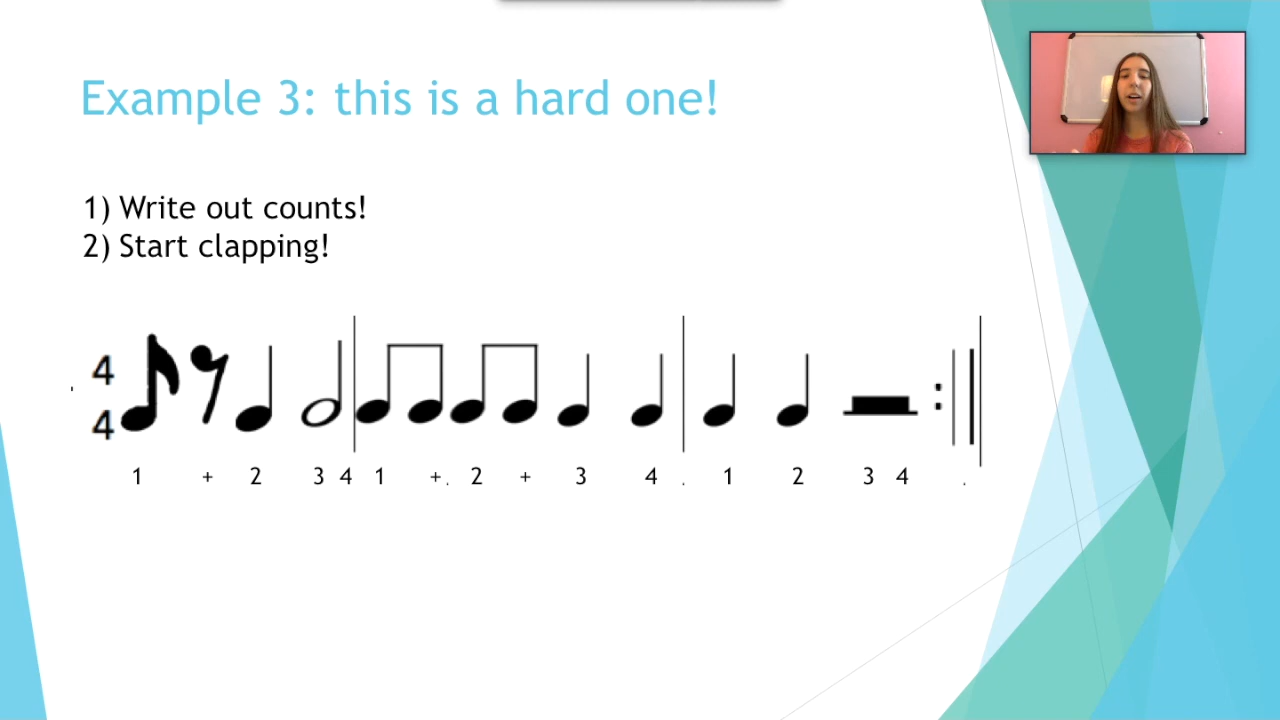 Example 3: this is a hard one!
1) Write out counts!
2) Start clapping!
4
4
1 + 2 3 4 1 +. 2 + 3 4 . 1 2 3 4 .